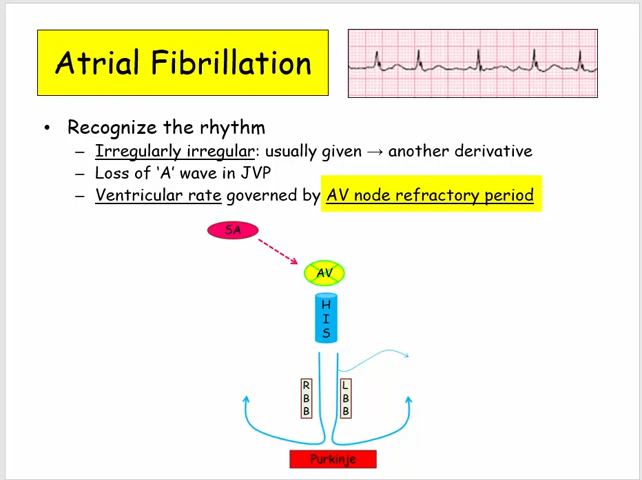 Atrial Fibrillation
• Recognize the rhythm
– Irregularly irregular: usually given → another derivative
– Loss of 'A' wave in JVP
– Ventricular rate governed by AV node refractory period
SA
AV
H
I
S
R
B
B
L
B
B
Purkinje